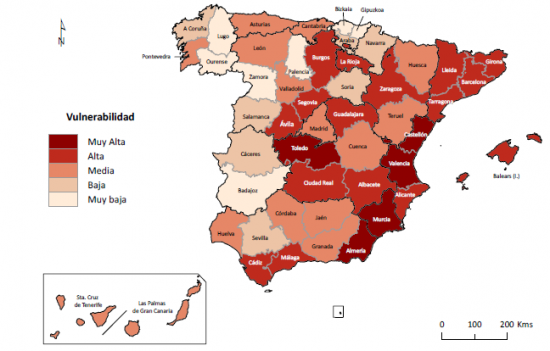 N
Bizkaia
Gipuzkoa
A Coruña
Lugo
Asturias
Cantabria
Araba
Navarra
Pontevedra
Ourense
León
Palencia
Burgos
La Rioja
Huesca
Lleida
Girona
Barcelona
Tarragona
Zamora
Valladolid
Soria
Zaragoza
Segovia
Salamanca
Ávila
Guadalajara
Madrid
Teruel
Castellón
Cáceres
Toledo
Cuenca
Valencia
Balears (I.)
Badajoz
Ciudad Real
Albacete
Alicante
Murcia
Córdoba
Jaén
Huelva
Sevilla
Granada
Almería
Cádiz
Málaga
Vulnerabilidad
Muy Alta
Alta
Media
Baja
Muy baja
Sta. Cruz
de Tenerife
Las Palmas
de Gran Canaria
0 100 200 Kms